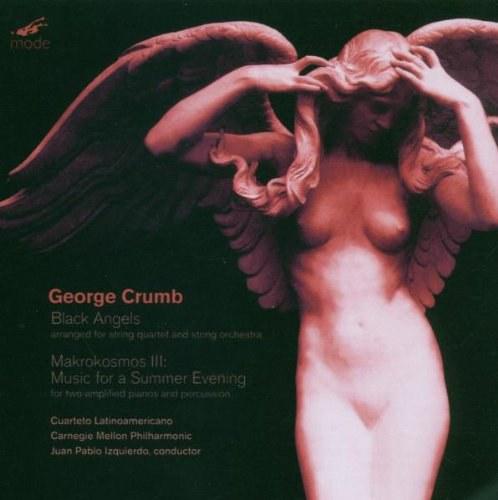 mode
George Crumb
Black Angels
arranged for string quartet and string orchestra
Makrokosmos III:
Music for a Summer Evening
for two amplified pianos and percussion
Cuarteto Latinoamericano
Carnegie Mellon Philharmonic
Juan Pablo Izquierdo, conductor